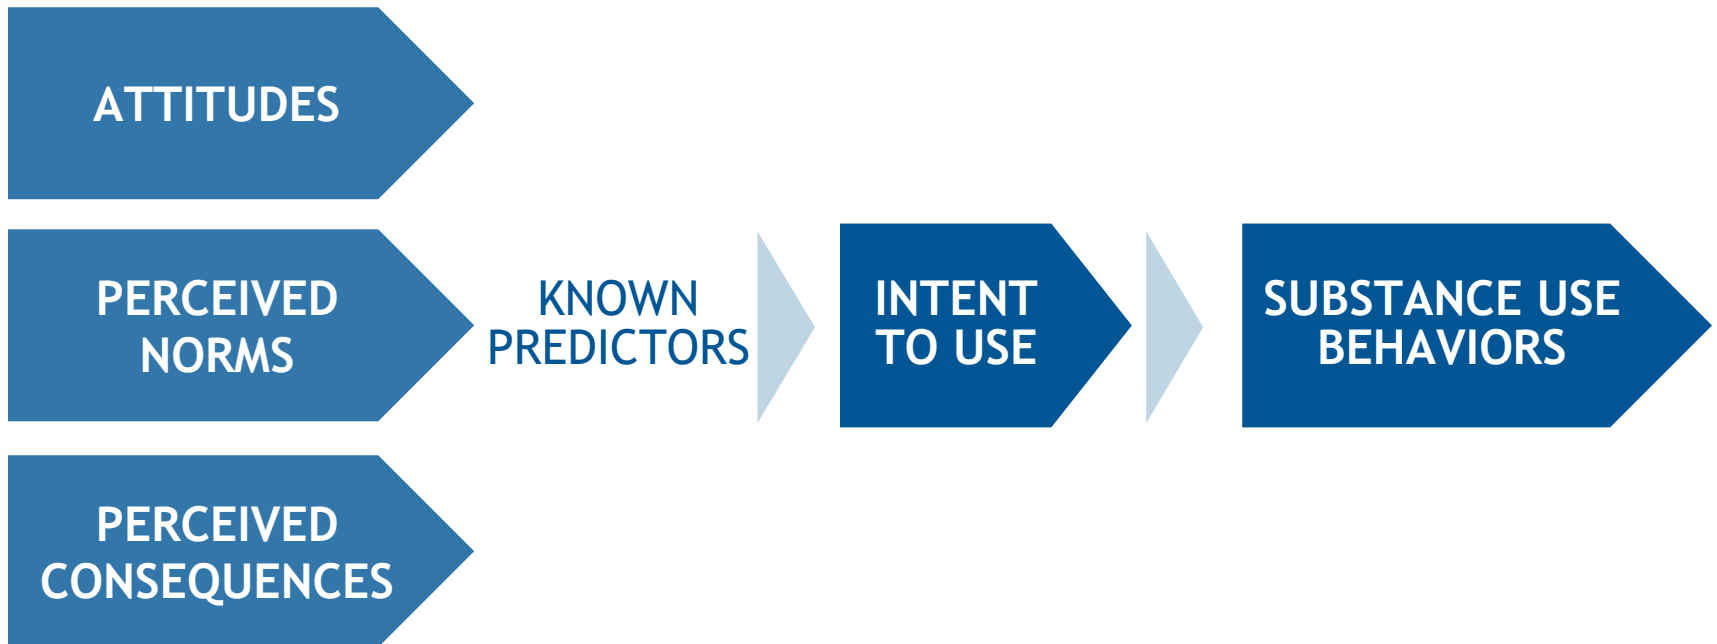 ATTITUDES
PERCEIVED
NORMS
PERCEIVED
CONSEQUENCES
KNOWN
PREDICTORS
INTENT
TO USE
SUBSTANCE USE
BEHAVIORS